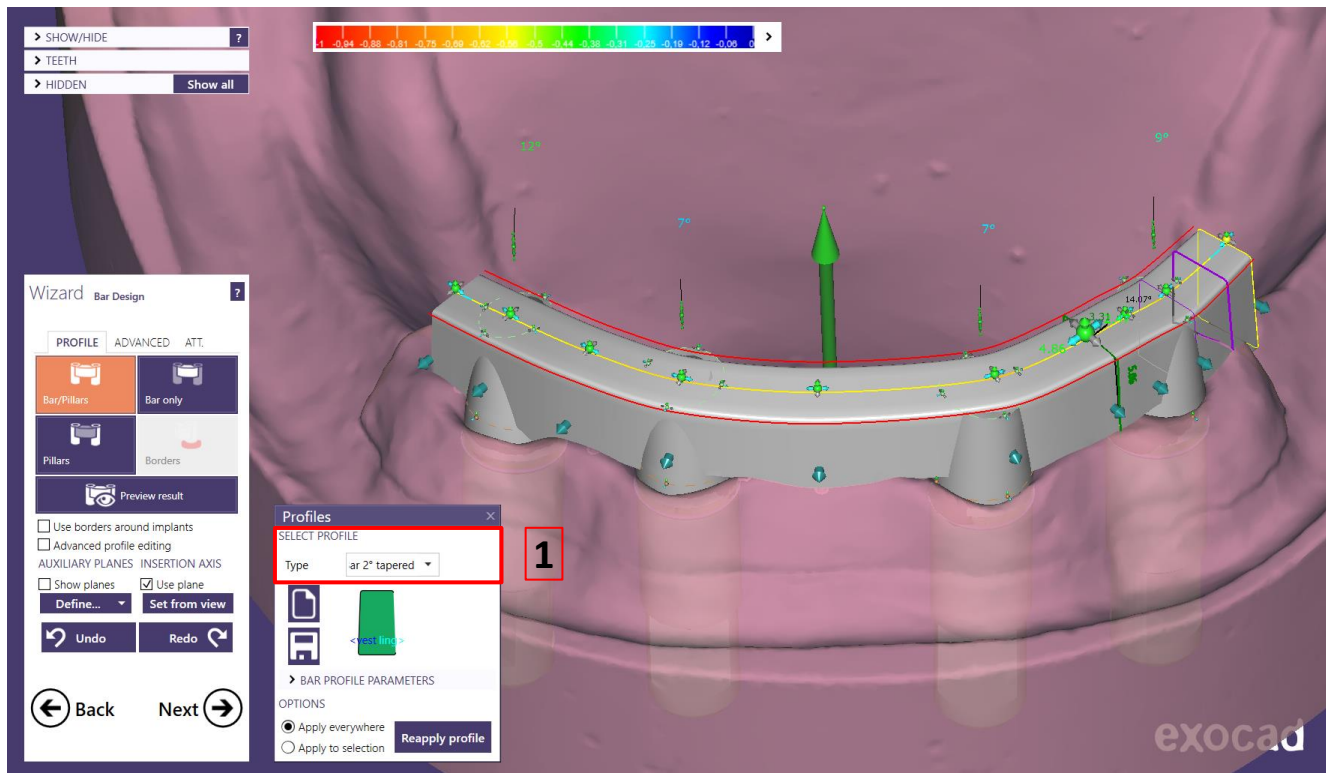 SHOW/HIDE ?
TEETH
HIDDEN Show all
-1 -0,94 -0,88 -0,81 -0,75 -0,69 -0,62 -0,56 -0,5 -0,44 -0,38 -0,31 -0,25 -0,19 -0,12 -0,06 0
12°
9°
7°
7°
14.07°
3.31
4.86
Wizard Bar Design ?
PROFILE ADVANCED ATT.
Bar/Pillars Bar only
Pillars Borders
Preview result
Use borders around implants
Advanced profile editing
AUXILIARY PLANES INSERTION AXIS
Show planes Use plane
Define... Set from view
Undo Redo
Back Next
Profiles
SELECT PROFILE
Type ar 2° tapered
1
<vest ling>
BAR PROFILE PARAMETERS
OPTIONS
Apply everywhere
Apply to selection
Reapply profile
exocad